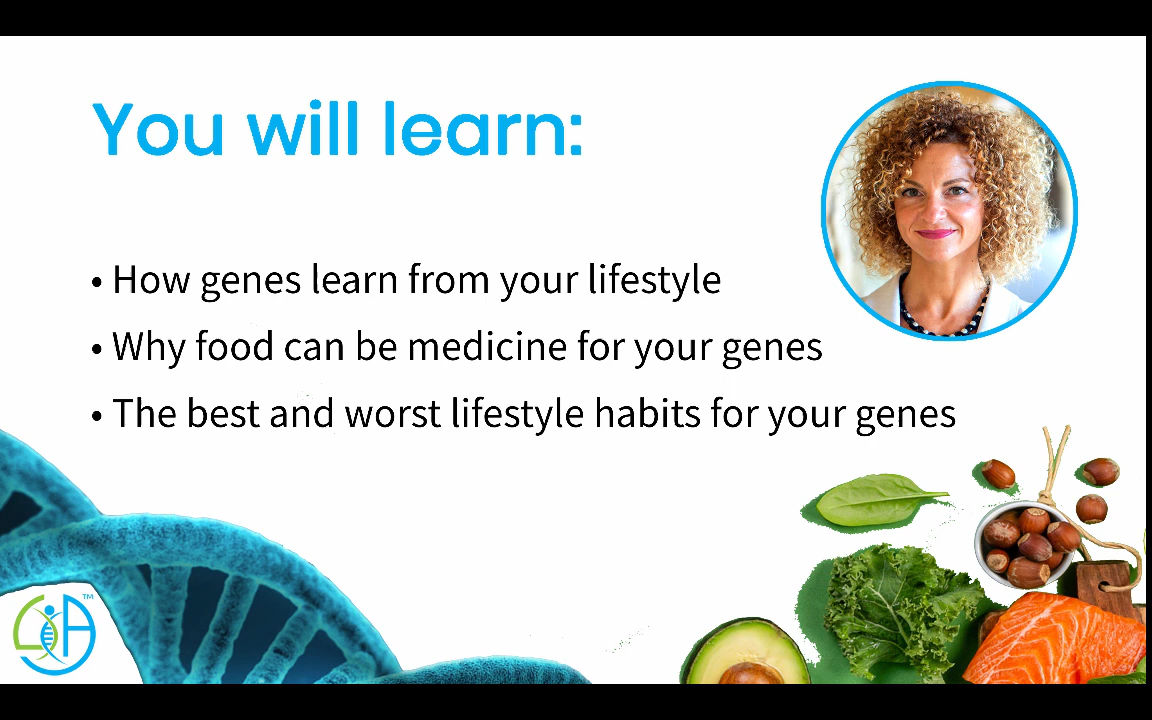 You will learn:
• How genes learn from your lifestyle
• Why food can be medicine for your genes
• The best and worst lifestyle habits for your genes
LA™